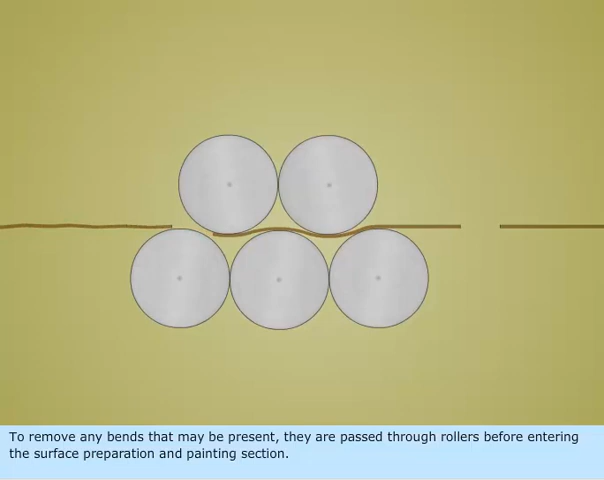 To remove any bends that may be present, they are passed through rollers before entering
the surface preparation and painting section.